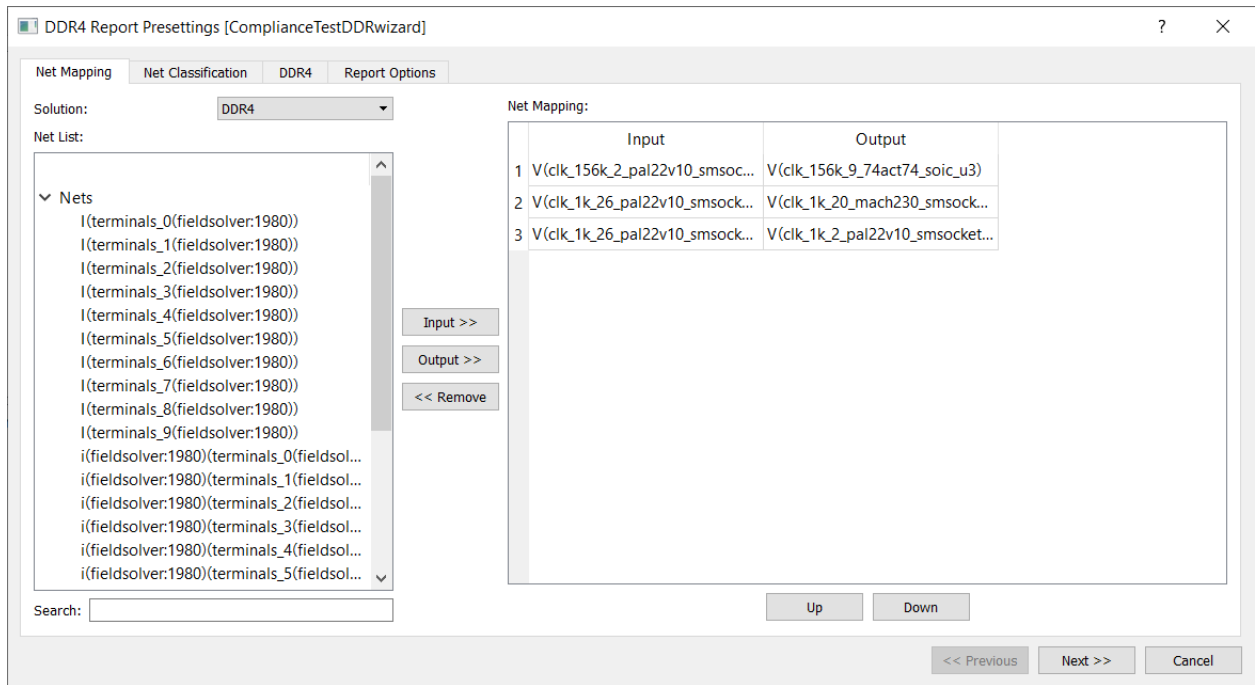 DDR4 Report Presettings [ComplianceTestDDRwizard]
Net Mapping Net Classification DDR4 Report Options
Solution: DDR4
Net List:
Nets
I(terminals_0(fieldsolver:1980))
I(terminals_1(fieldsolver:1980))
I(terminals_2(fieldsolver:1980))
I(terminals_3(fieldsolver:1980))
I(terminals_4(fieldsolver:1980))
I(terminals_5(fieldsolver:1980))
I(terminals_6(fieldsolver:1980))
I(terminals_7(fieldsolver:1980))
I(terminals_8(fieldsolver:1980))
I(terminals_9(fieldsolver:1980))
i(fieldsolver:1980)(terminals_0(fieldsol...
i(fieldsolver:1980)(terminals_1(fieldsol...
i(fieldsolver:1980)(terminals_2(fieldsol...
i(fieldsolver:1980)(terminals_3(fieldsol...
i(fieldsolver:1980)(terminals_4(fieldsol...
i(fieldsolver:1980)(terminals_5(fieldsol...
Search:
Input >>
Output >>
<< Remove
Net Mapping:
Input Output
1 V(clk_156k_2_pal22v10_smsoc... V(clk_156k_9_74act74_soic_u3)
2 V(clk_1k_26_pal22v10_smsock... V(clk_1k_20_mach230_smsock...
3 V(clk_1k_26_pal22v10_smsock... V(clk_1k_2_pal22v10_smsocket...
Up Down
<< Previous Next >> Cancel